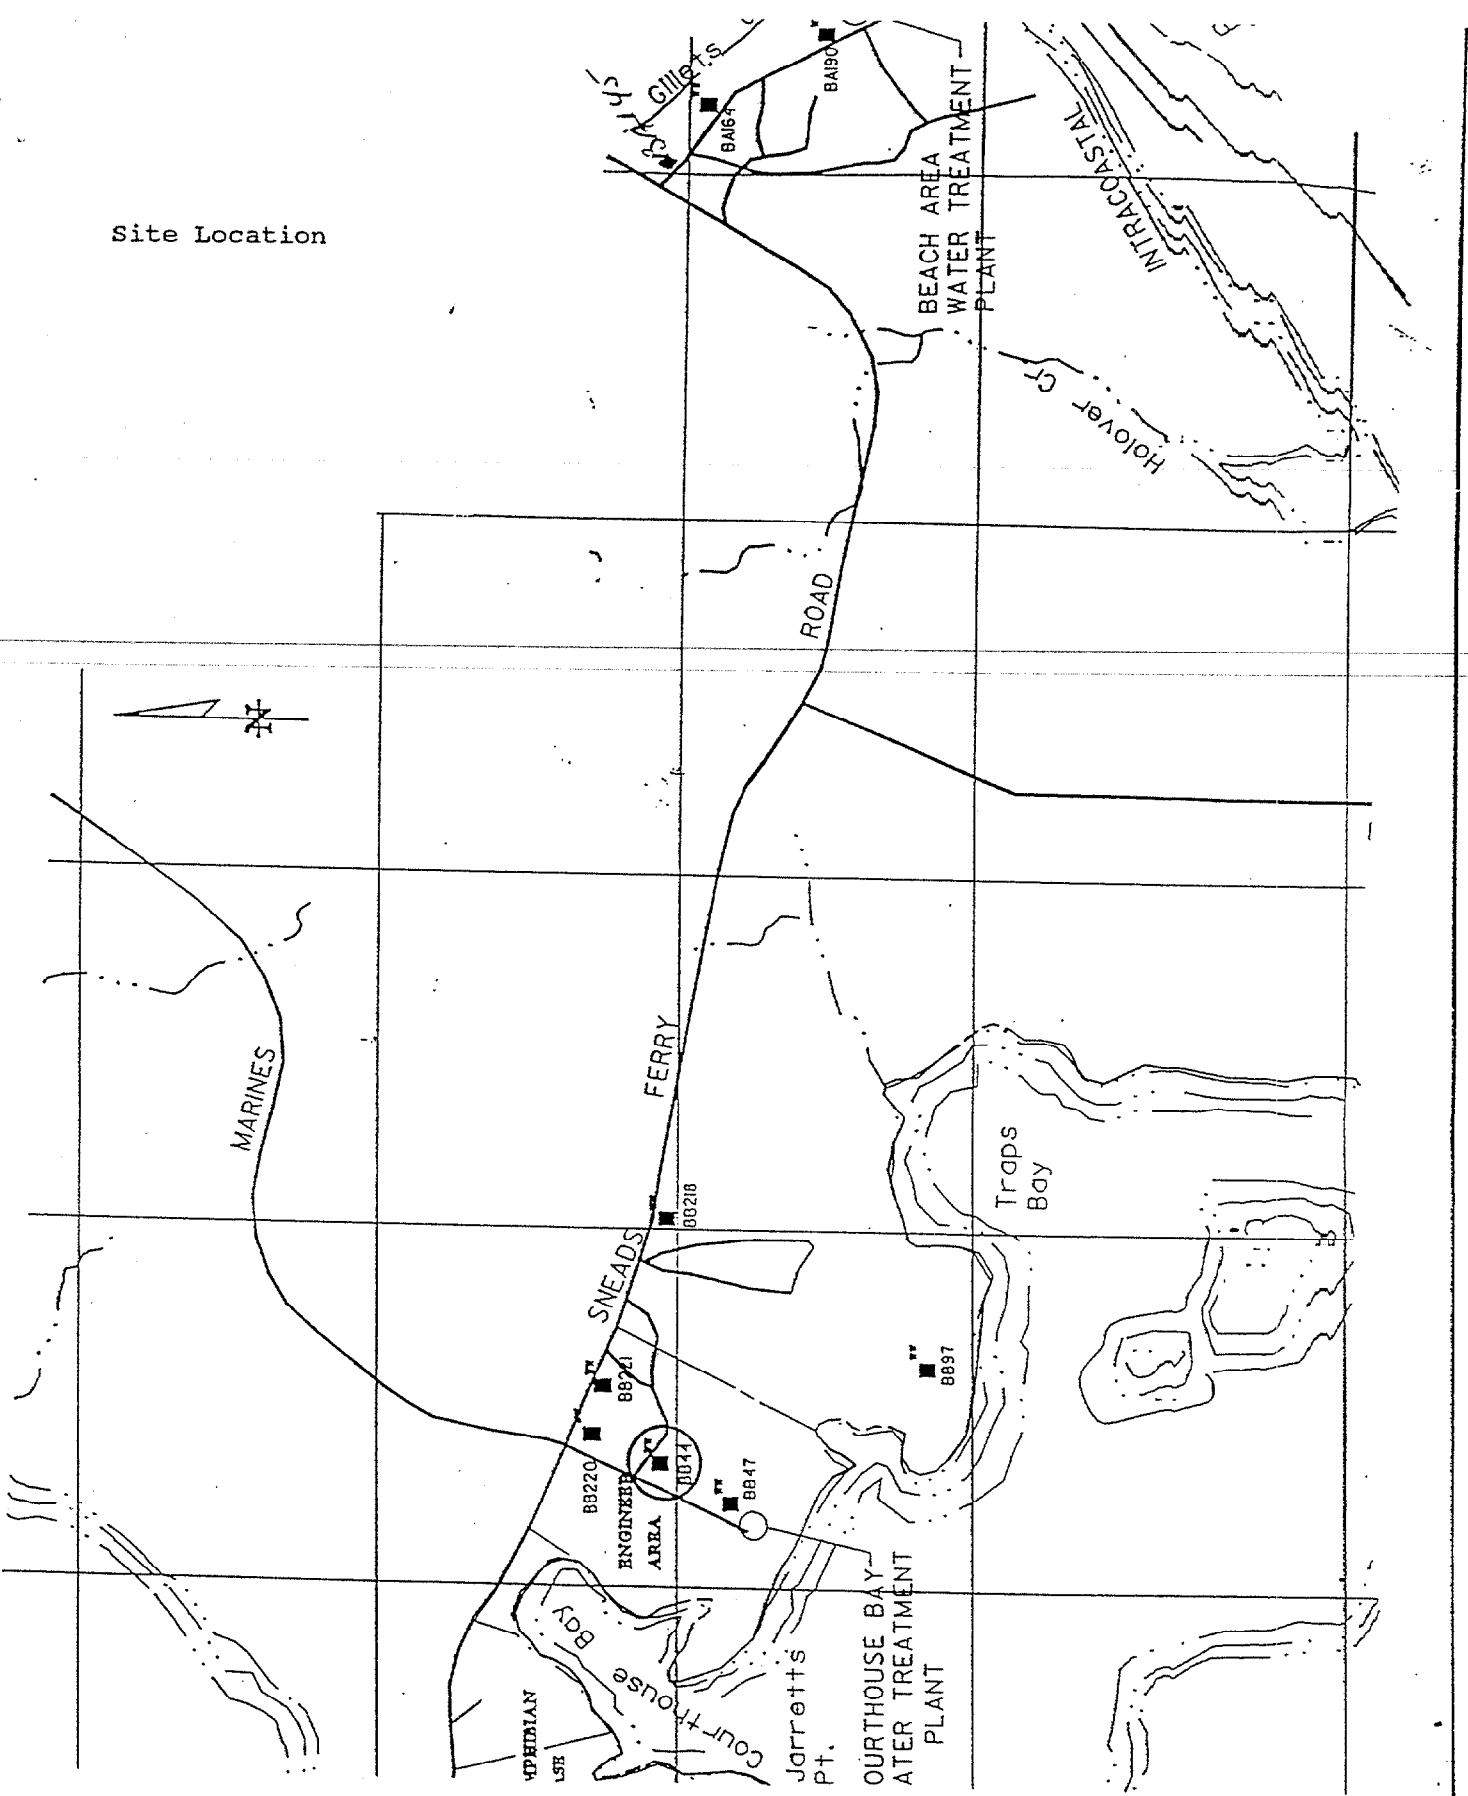 Site Location
Gillets
BA164
BA190
BEACH AREA
WATER TREATMENT
PLANT
INTRACOASTAL
Holover Cr
N
ROAD
MARINES
FERRY
SNEADS
BB218
Traps
Bay
BB221
BB220
BB44
BB47
BB97
ENGINEER
AREA
Courthouse Bay
Jarretts
Pt.
OURTHOUSE BAY
ATER TREATMENT
PLANT